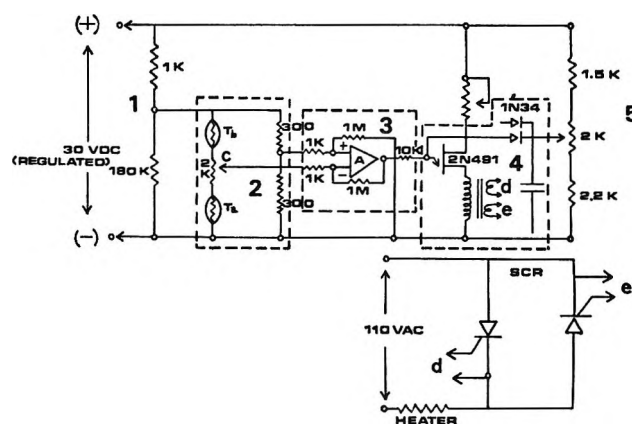 (+)
1K
1
30 VDC
(REGULATED)
180K
(-)
Tb
2K
Ta
C
300
2
300
1K
1K
1M
3
+
A
−
1M
10K
1N34
2N491
4
d
e
1.5K
2K
2.2K
5
SCR
110 VAC
d
e
HEATER